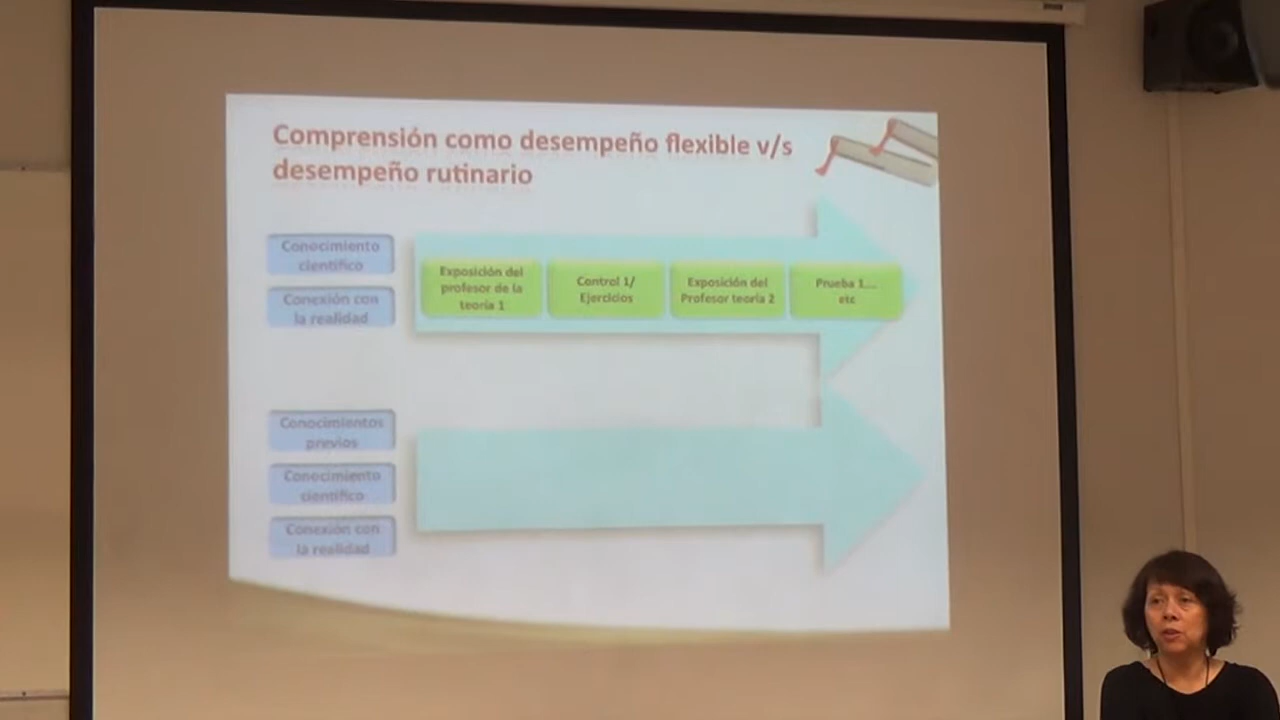 Comprensión como desempeño flexible v/s
desempeño rutinario
Conocimiento
científico
Conexión con
la realidad
Exposición del
profesor de la
teoría 1
Control 1/
Ejercicios
Exposición del
Profesor teoría 2
Prueba 1....
etc
Conocimientos
previos
Conocimiento
científico
Conexión con
la realidad